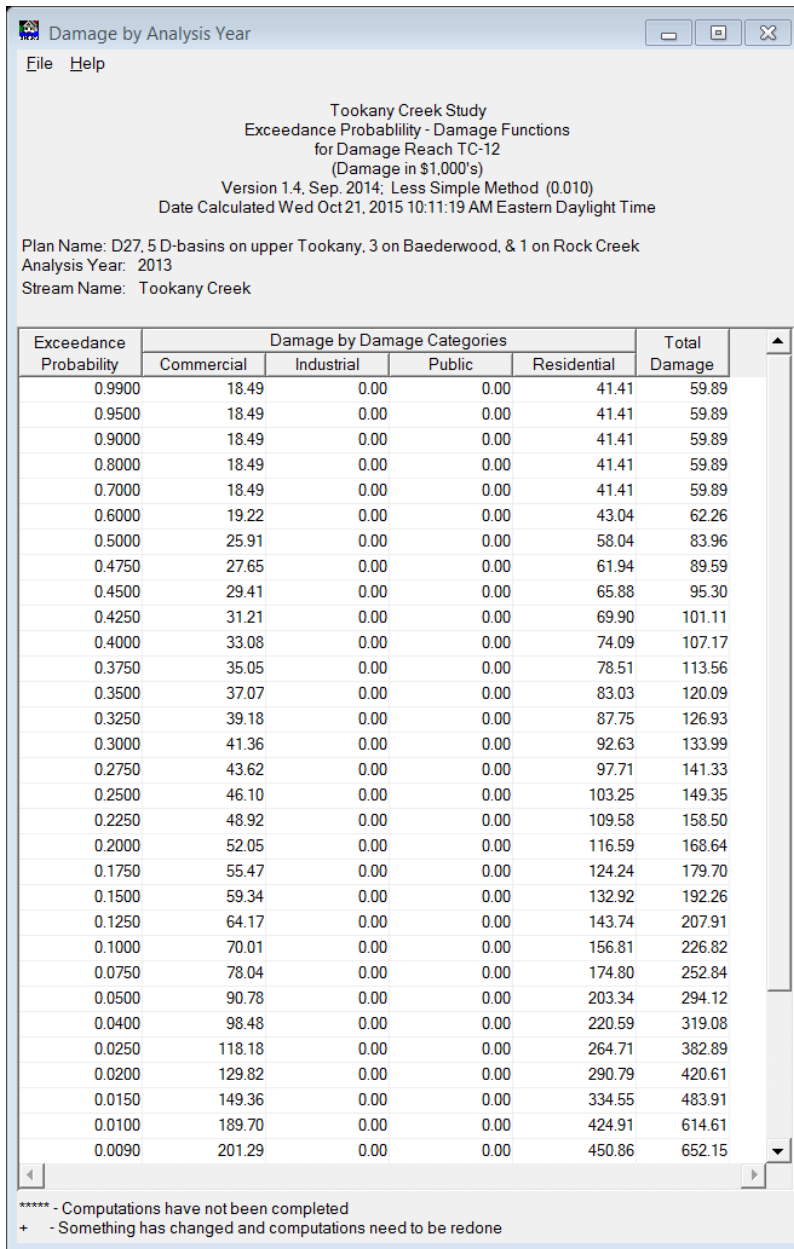 Damage by Analysis Year
File Help
Tookany Creek Study
Exceedance Probablility - Damage Functions
for Damage Reach TC-12
(Damage in $1,000's)
Version 1.4, Sep. 2014; Less Simple Method (0.010)
Date Calculated Wed Oct 21, 2015 10:11:19 AM Eastern Daylight Time
Plan Name: D27, 5 D-basins on upper Tookany, 3 on Baederwood, & 1 on Rock Creek
Analysis Year: 2013
Stream Name: Tookany Creek
Exceedance Damage by Damage Categories Total
Probability Commercial Industrial Public Residential Damage
0.9900 18.49 0.00 0.00 41.41 59.89
0.9500 18.49 0.00 0.00 41.41 59.89
0.9000 18.49 0.00 0.00 41.41 59.89
0.8000 18.49 0.00 0.00 41.41 59.89
0.7000 18.49 0.00 0.00 41.41 59.89
0.6000 19.22 0.00 0.00 43.04 62.26
0.5000 25.91 0.00 0.00 58.04 83.96
0.4750 27.65 0.00 0.00 61.94 89.59
0.4500 29.41 0.00 0.00 65.88 95.30
0.4250 31.21 0.00 0.00 69.90 101.11
0.4000 33.08 0.00 0.00 74.09 107.17
0.3750 35.05 0.00 0.00 78.51 113.56
0.3500 37.07 0.00 0.00 83.03 120.09
0.3250 39.18 0.00 0.00 87.75 126.93
0.3000 41.36 0.00 0.00 92.63 133.99
0.2750 43.62 0.00 0.00 97.71 141.33
0.2500 46.10 0.00 0.00 103.25 149.35
0.2250 48.92 0.00 0.00 109.58 158.50
0.2000 52.05 0.00 0.00 116.59 168.64
0.1750 55.47 0.00 0.00 124.24 179.70
0.1500 59.34 0.00 0.00 132.92 192.26
0.1250 64.17 0.00 0.00 143.74 207.91
0.1000 70.01 0.00 0.00 156.81 226.82
0.0750 78.04 0.00 0.00 174.80 252.84
0.0500 90.78 0.00 0.00 203.34 294.12
0.0400 98.48 0.00 0.00 220.59 319.08
0.0250 118.18 0.00 0.00 264.71 382.89
0.0200 129.82 0.00 0.00 290.79 420.61
0.0150 149.36 0.00 0.00 334.55 483.91
0.0100 189.70 0.00 0.00 424.91 614.61
0.0090 201.29 0.00 0.00 450.86 652.15
***** - Computations have not been completed
+ - Something has changed and computations need to be redone